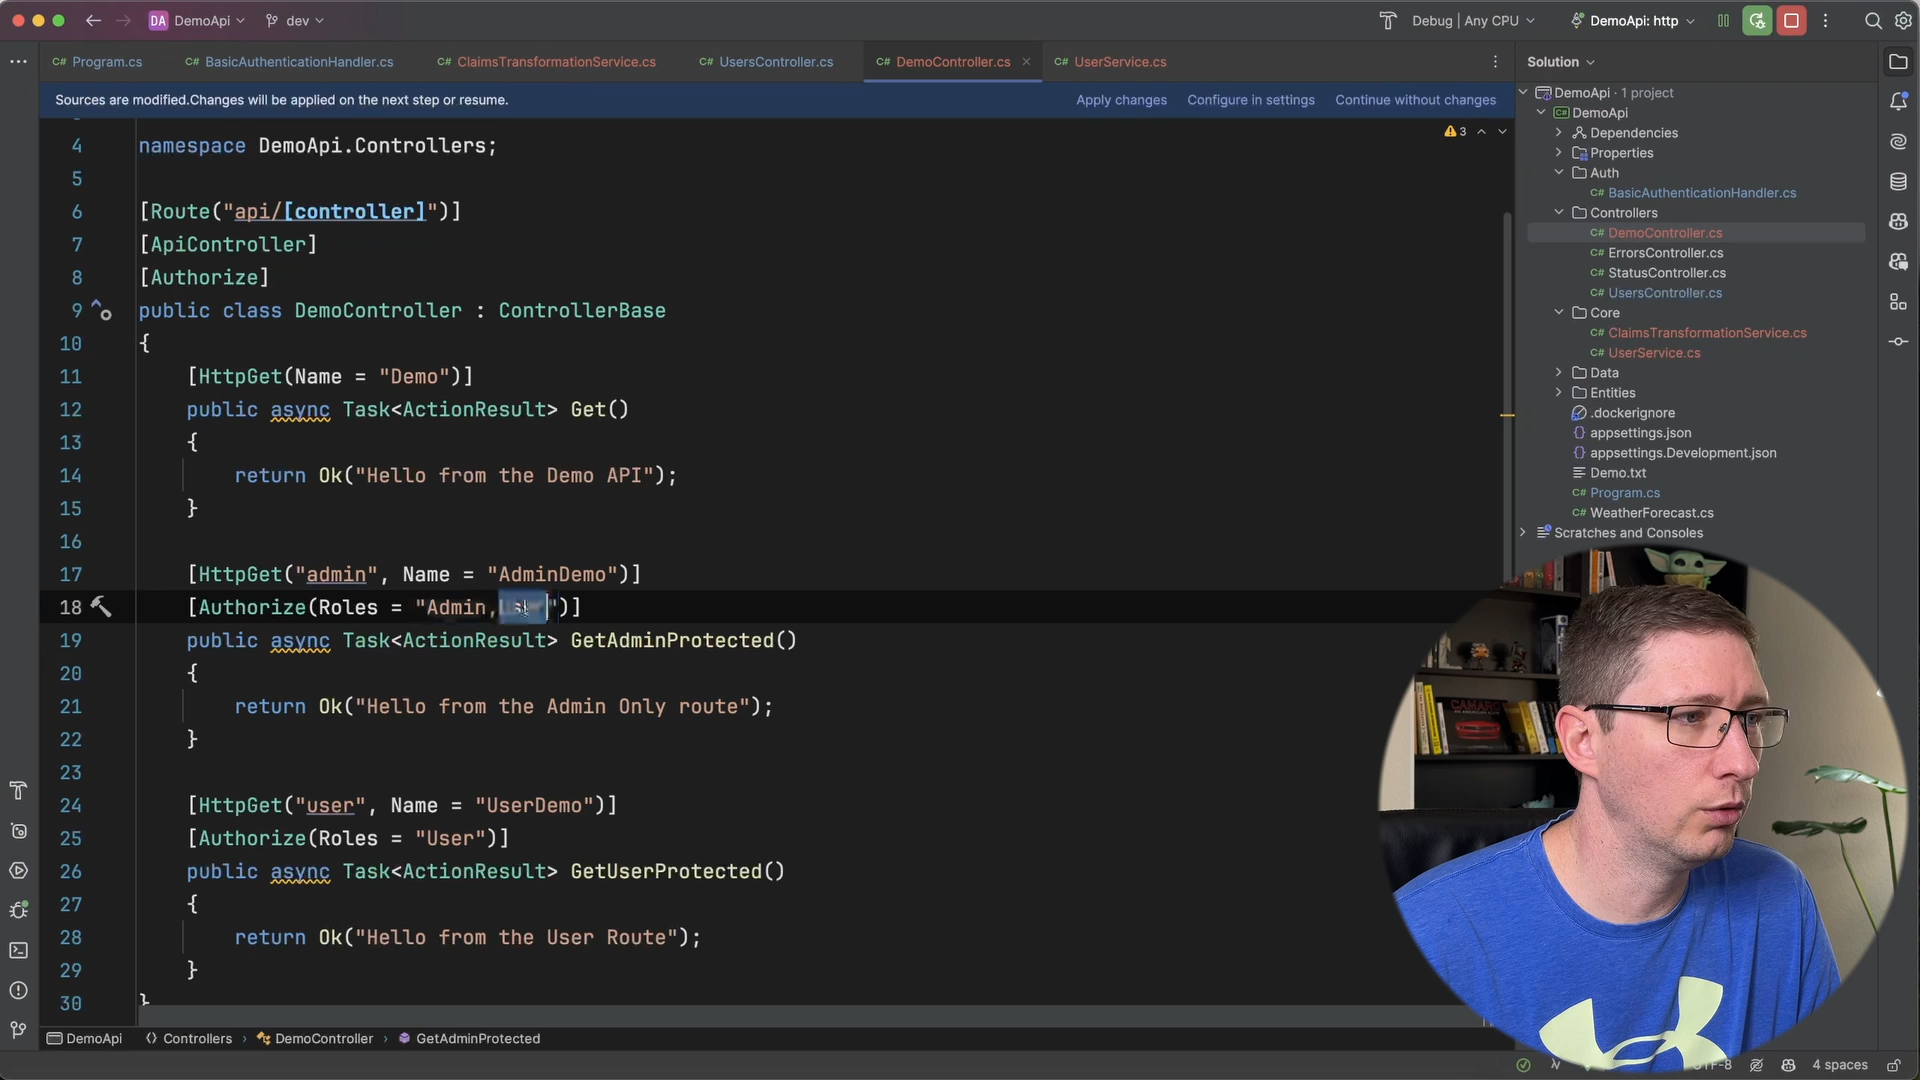 DA DemoApi dev Debug | Any CPU DemoApi: http
C# Program.cs C# BasicAuthenticationHandler.cs C# ClaimsTransformationService.cs C# UsersController.cs C# DemoController.cs C# UserService.cs
Sources are modified.Changes will be applied on the next step or resume. Apply changes Configure in settings Continue without changes
3
4 namespace DemoApi.Controllers;
5
6 [Route("api/[controller]")]
7 [ApiController]
8 [Authorize]
9 public class DemoController : ControllerBase
10 {
11 [HttpGet(Name = "Demo")]
12 public async Task<ActionResult> Get()
13 {
14 return Ok("Hello from the Demo API");
15 }
16
17 [HttpGet("admin", Name = "AdminDemo")]
18 [Authorize(Roles = "Admin,User")]
19 public async Task<ActionResult> GetAdminProtected()
20 {
21 return Ok("Hello from the Admin Only route");
22 }
23
24 [HttpGet("user", Name = "UserDemo")]
25 [Authorize(Roles = "User")]
26 public async Task<ActionResult> GetUserProtected()
27 {
28 return Ok("Hello from the User Route");
29 }
30 }
DemoApi Controllers DemoController GetAdminProtected
Solution
DemoApi · 1 project
C# DemoApi
Dependencies
Properties
Auth
C# BasicAuthenticationHandler.cs
Controllers
C# DemoController.cs
C# ErrorsController.cs
C# StatusController.cs
C# UsersController.cs
Core
C# ClaimsTransformationService.cs
C# UserService.cs
Data
Entities
.dockerignore
{} appsettings.json
{} appsettings.Development.json
Demo.txt
C# Program.cs
C# WeatherForecast.cs
Scratches and Consoles
CAMARO
UTF-8 4 spaces